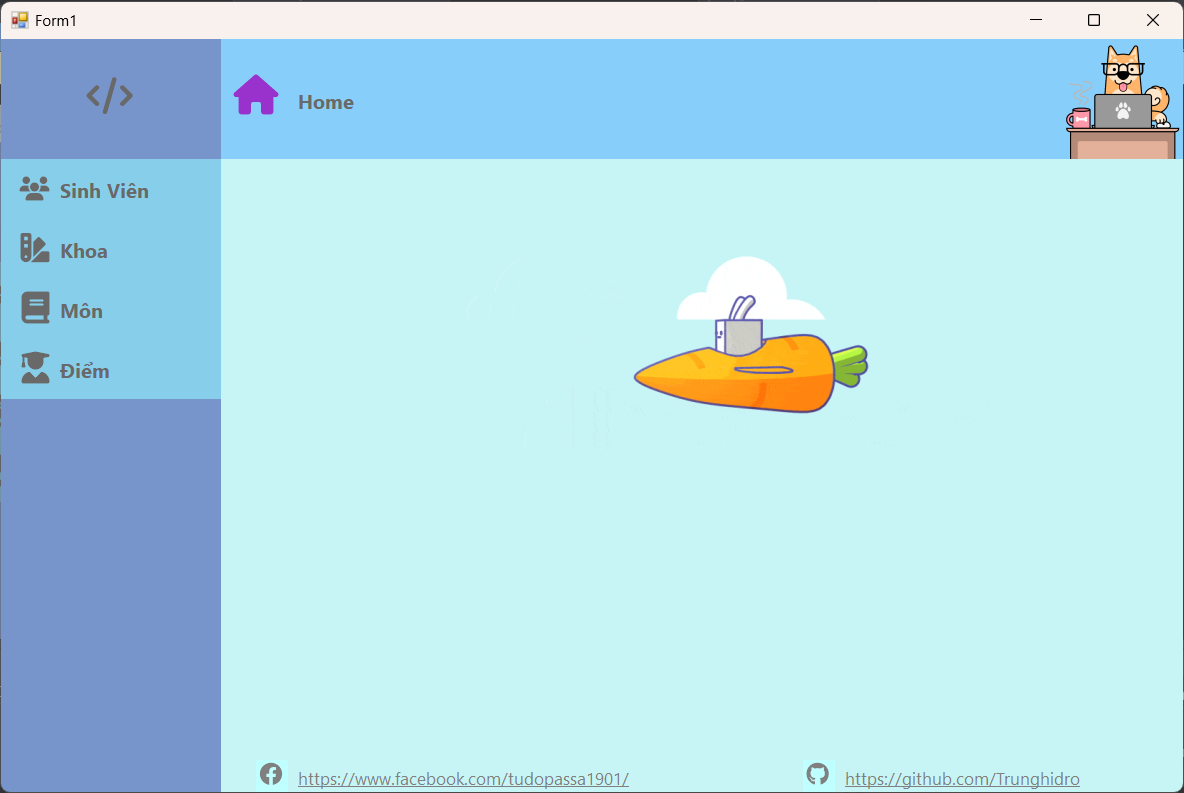 Form1
Home
Sinh Viên
Khoa
Môn
Điểm
https://www.facebook.com/tudopassa1901/
https://github.com/Trunghidro